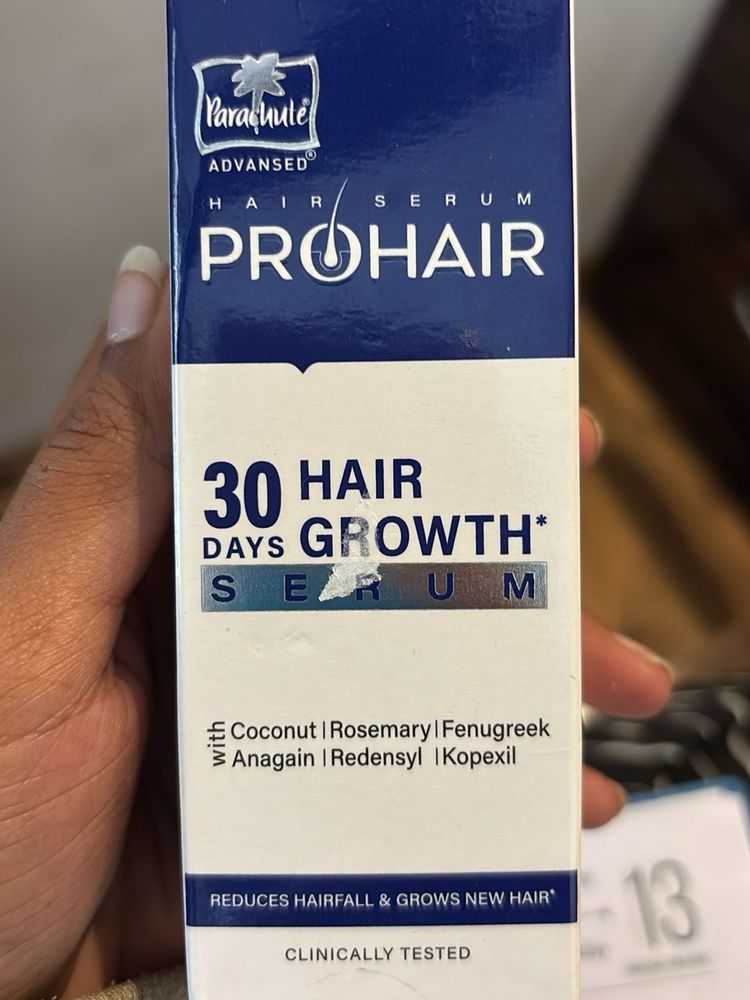 Parachute®
ADVANSED®
HAIR SERUM
PROHAIR
30 DAYS HAIR
GROWTH*
SERUM
with Coconut | Rosemary | Fenugreek
Anagain | Redensyl | Kopexil
REDUCES HAIRFALL & GROWS NEW HAIR*
CLINICALLY TESTED
13